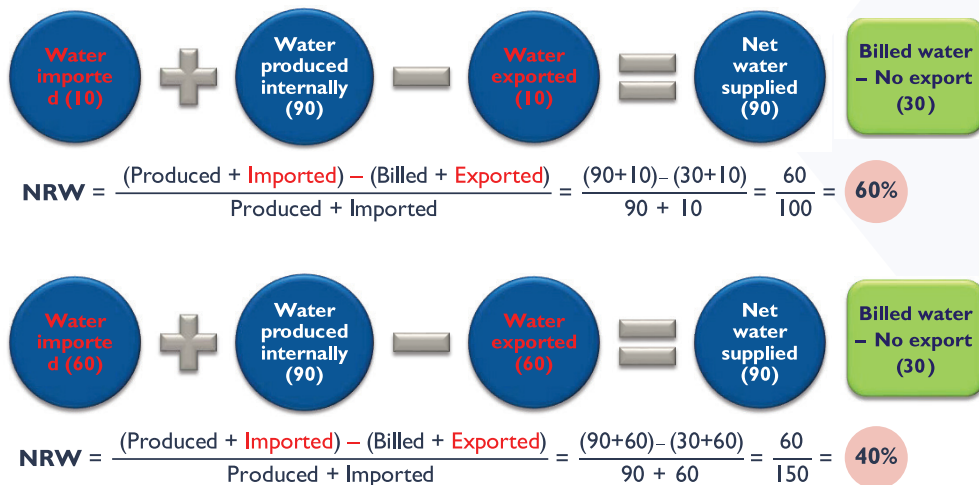 Water
importe
d (10)
Water
produced
internally
(90)
Water
exported
(10)
Net
water
supplied
(90)
Billed water
– No export
(30)
NRW = (Produced + Imported) – (Billed + Exported) / Produced + Imported = (90+10)– (30+10) / 90 + 10 = 60 / 100 = 60%
Water
importe
d (60)
Water
produced
internally
(90)
Water
exported
(60)
Net
water
supplied
(90)
Billed water
– No export
(30)
NRW = (Produced + Imported) – (Billed + Exported) / Produced + Imported = (90+60)– (30+60) / 90 + 60 = 60 / 150 = 40%